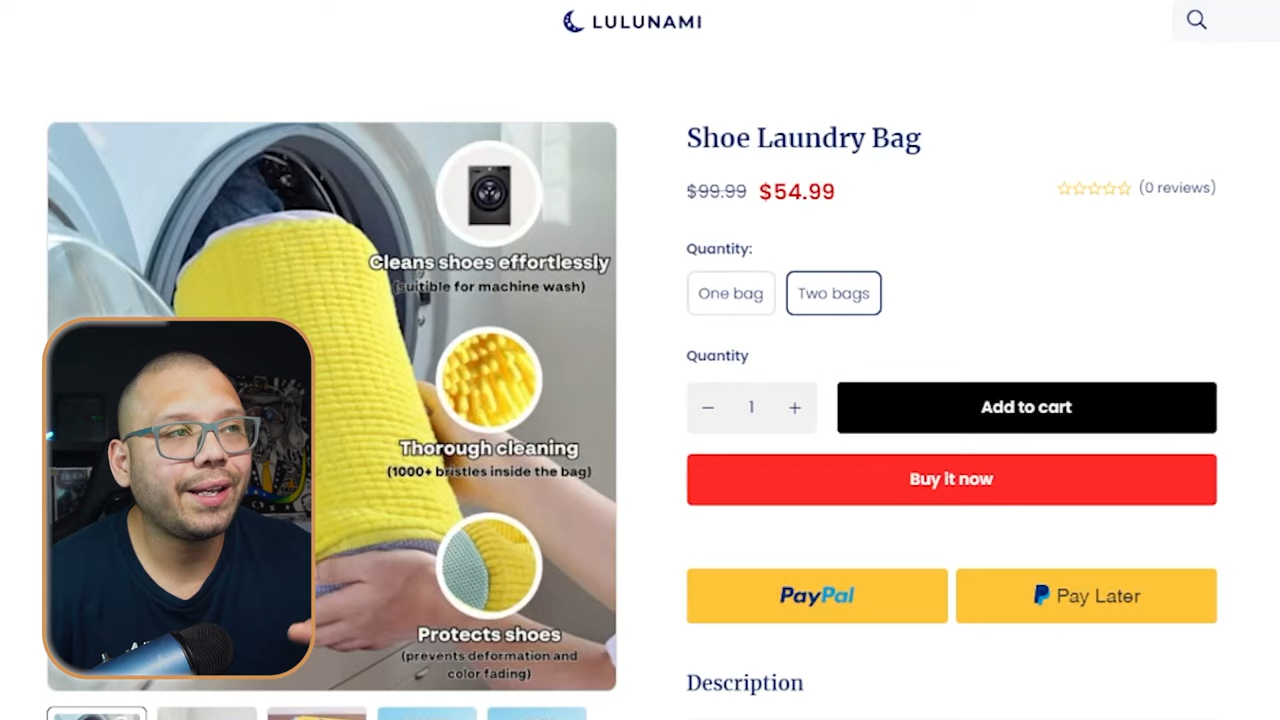 LULUNAMI
Cleans shoes effortlessly
(suitible for machine wash)
Thorough cleaning
(1000+ bristles inside the bag)
Protects shoes
(prevents deformation and
color fading)
Shoe Laundry Bag
$99.99 $54.99 (0 reviews)
Quantity:
One bag Two bags
Quantity
− 1 + Add to cart
Buy it now
PayPal Pay Later
Description